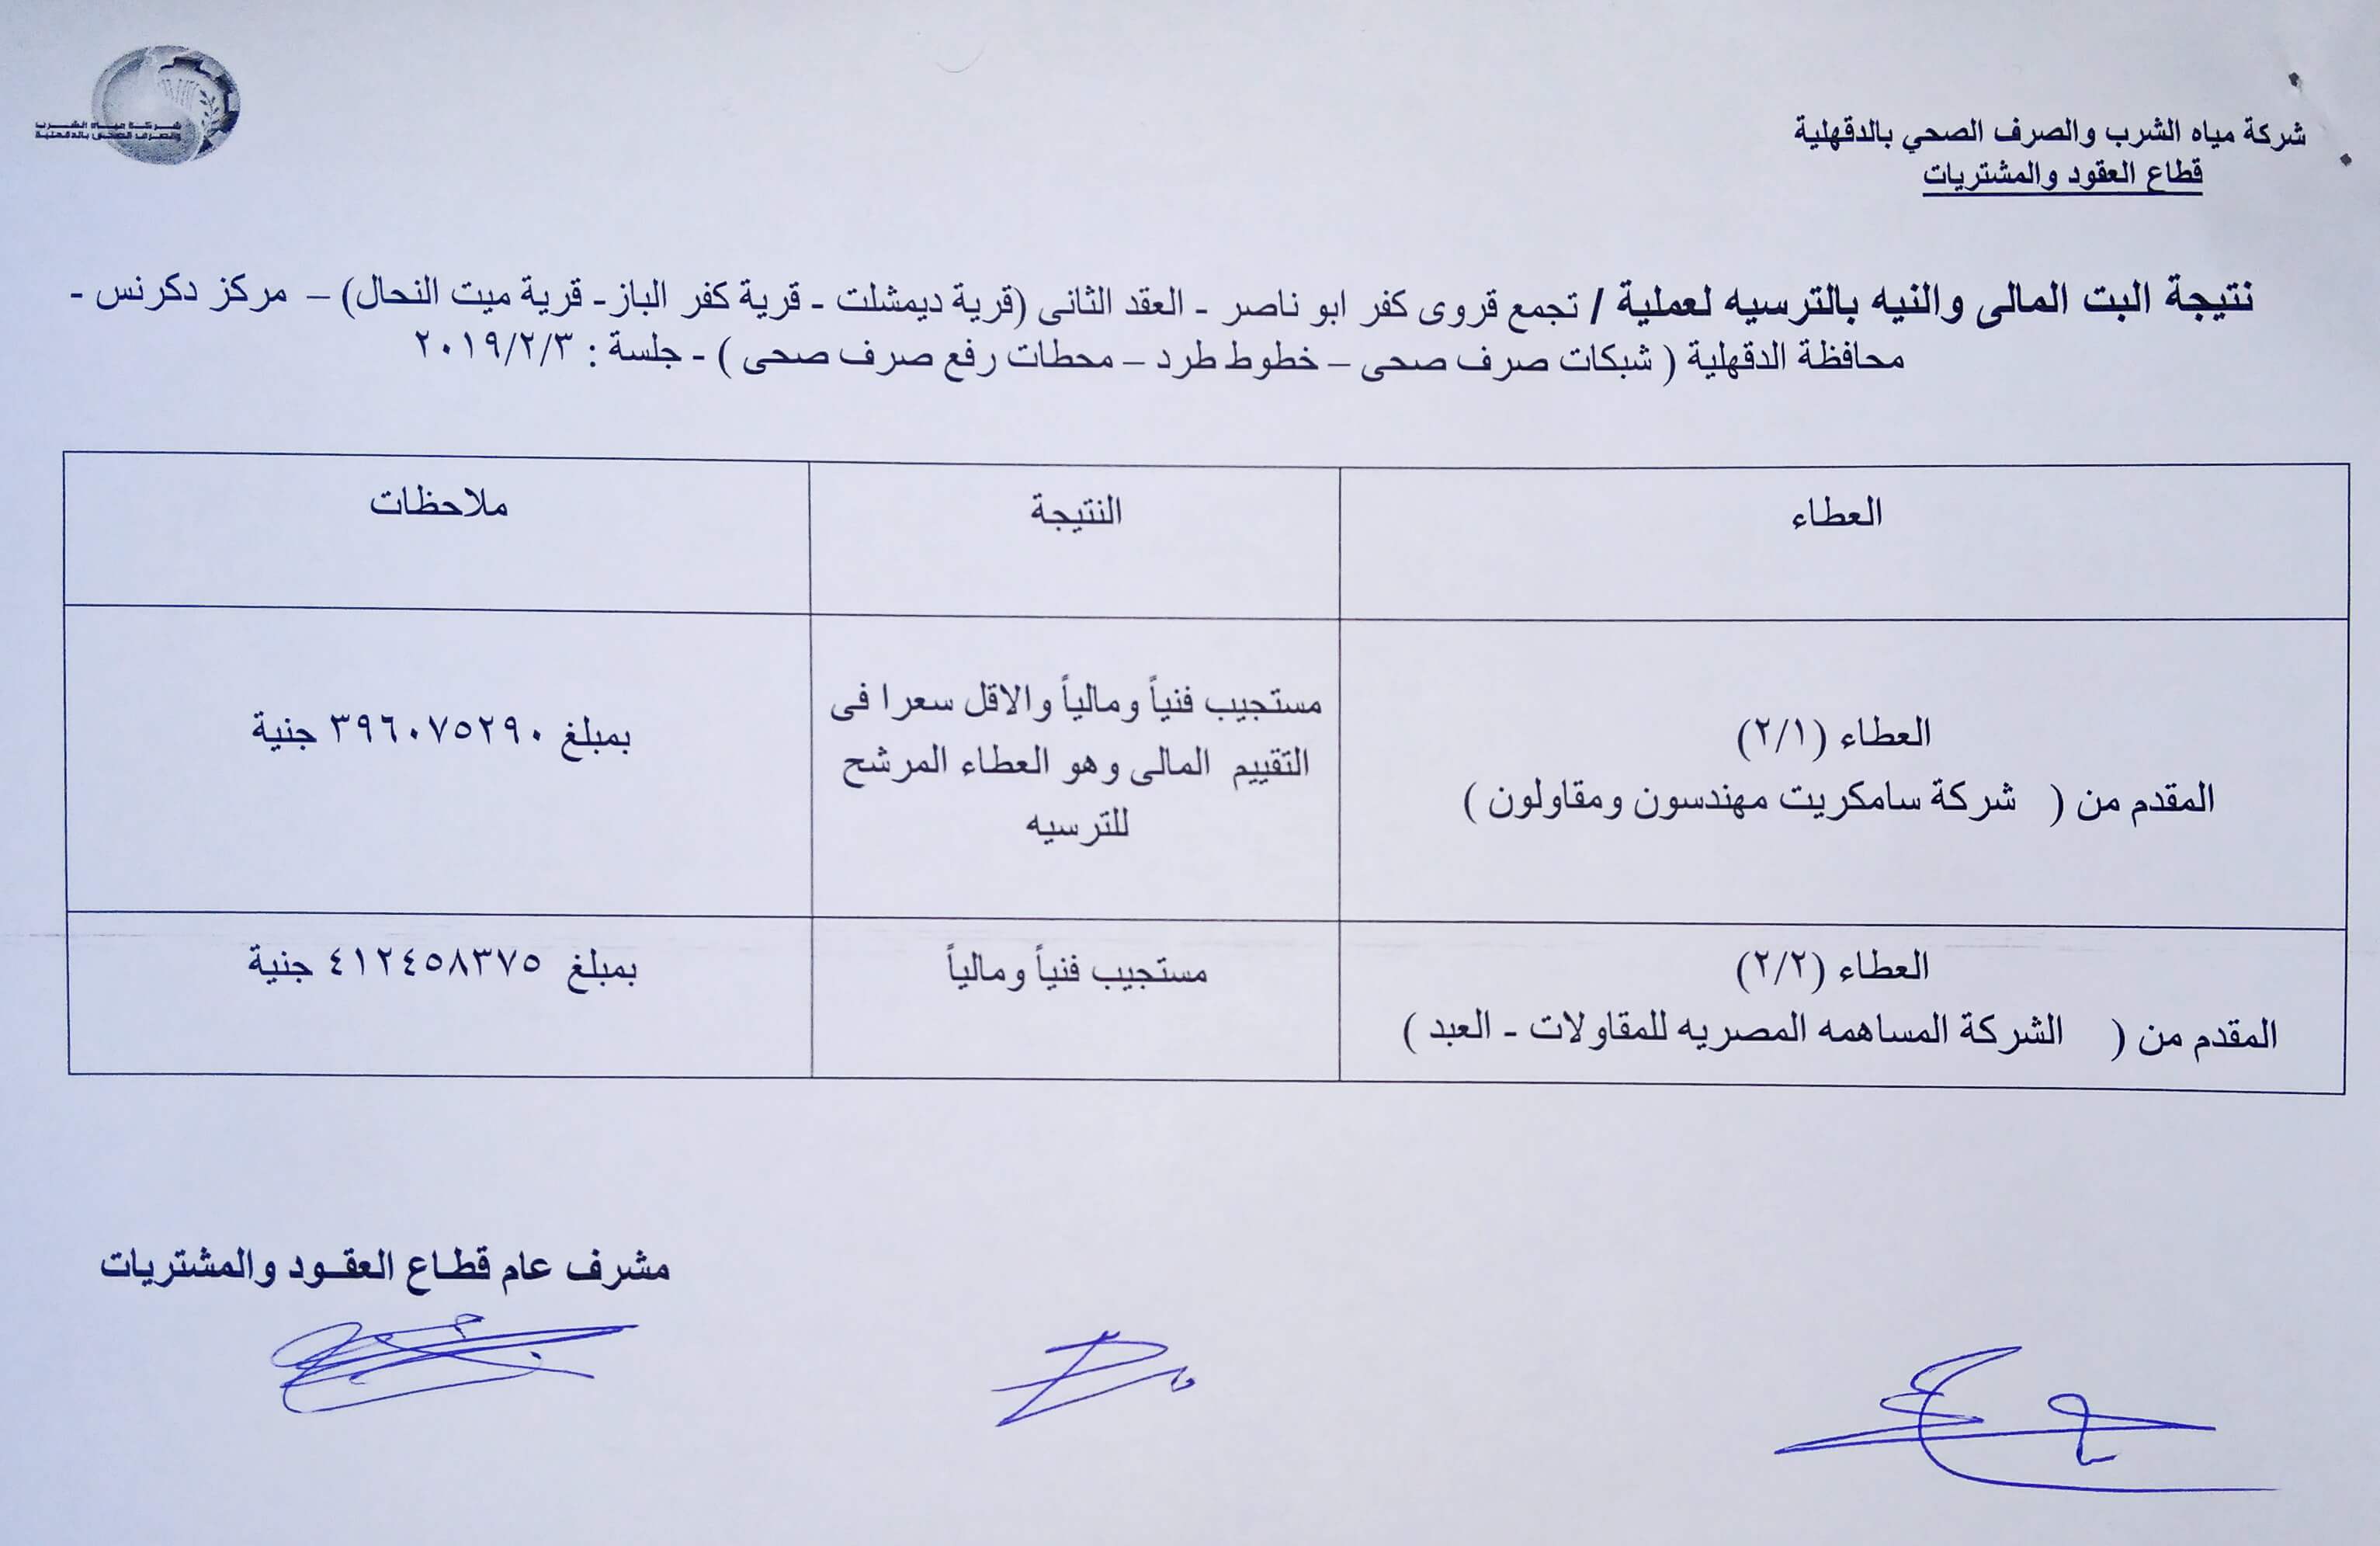 شركة مياه الشرب
والصرف الصحى بالدقهلية
شركة مياه الشرب والصرف الصحي بالدقهلية
قطاع العقود والمشتريات
نتيجة البت المالى والنيه بالترسيه لعملية / تجمع قروى كفر ابو ناصر - العقد الثانى (قرية ديمشلت - قرية كفر الباز- قرية ميت النحال) – مركز دكرنس -
محافظة الدقهلية ( شبكات صرف صحى – خطوط طرد – محطات رفع صرف صحى ) - جلسة : ٢٠١٩/٢/٣
العطاء
النتيجة
ملاحظات
العطاء (٢/١)
المقدم من ( شركة سامكريت مهندسون ومقاولون )
مستجيب فنياً ومالياً والاقل سعرا فى
التقييم المالى وهو العطاء المرشح
للترسيه
بمبلغ ٣٩٦٠٧٥٢٩٠ جنية
العطاء (٢/٢)
المقدم من ( الشركة المساهمه المصريه للمقاولات - العبد )
مستجيب فنياً ومالياً
بمبلغ ٤١٢٤٥٨٣٧٥ جنية
مشرف عام قطاع العقود والمشتريات